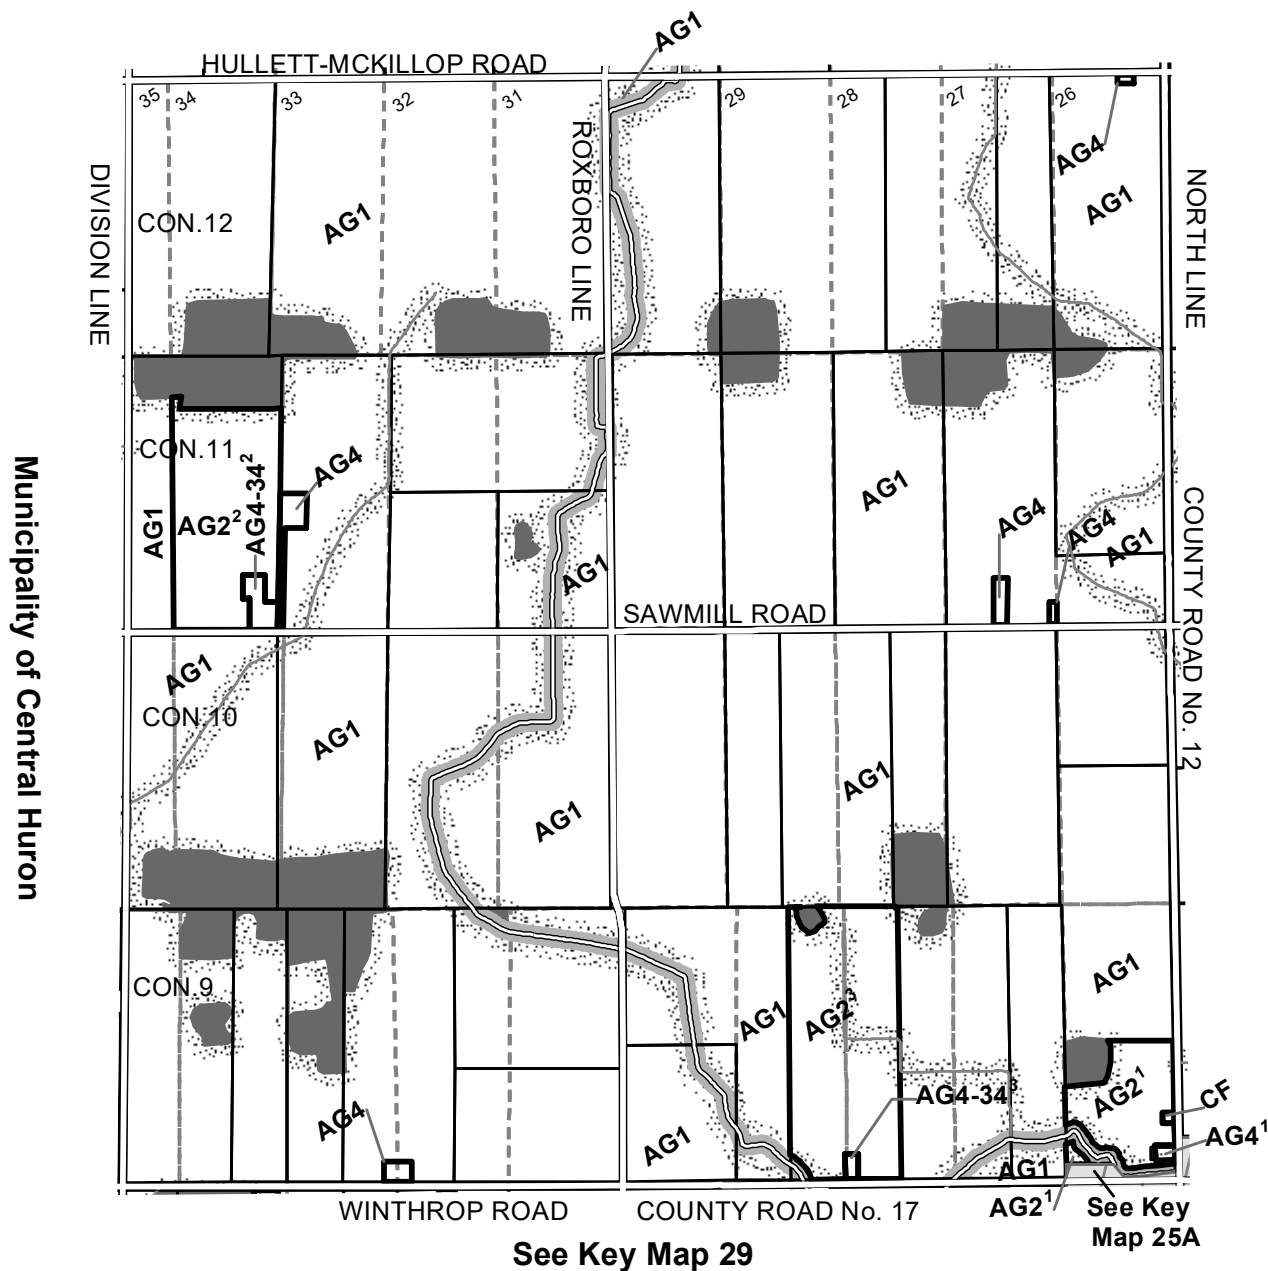 AG1
HULLETT-MCKILLOP ROAD
35
34
33
32
31
29
28
27
26
AG4
AG1
ROXBORO LINE
DIVISION LINE
NORTH LINE
CON.12
AG1
CON.11
AG4
AG1
AG2²
AG4-34²
AG1
AG1
AG4
AG4
AG1
SAWMILL ROAD
COUNTY ROAD No. 12
Municipality of Central Huron
AG1
CON.10
AG1
AG1
AG1
CON.9
AG1
AG1
AG2³
AG2¹
CF
AG4-34³
AG4
AG1
AG4¹
AG1
AG2¹
See Key
Map 25A
WINTHROP ROAD
COUNTY ROAD No. 17
See Key Map 29